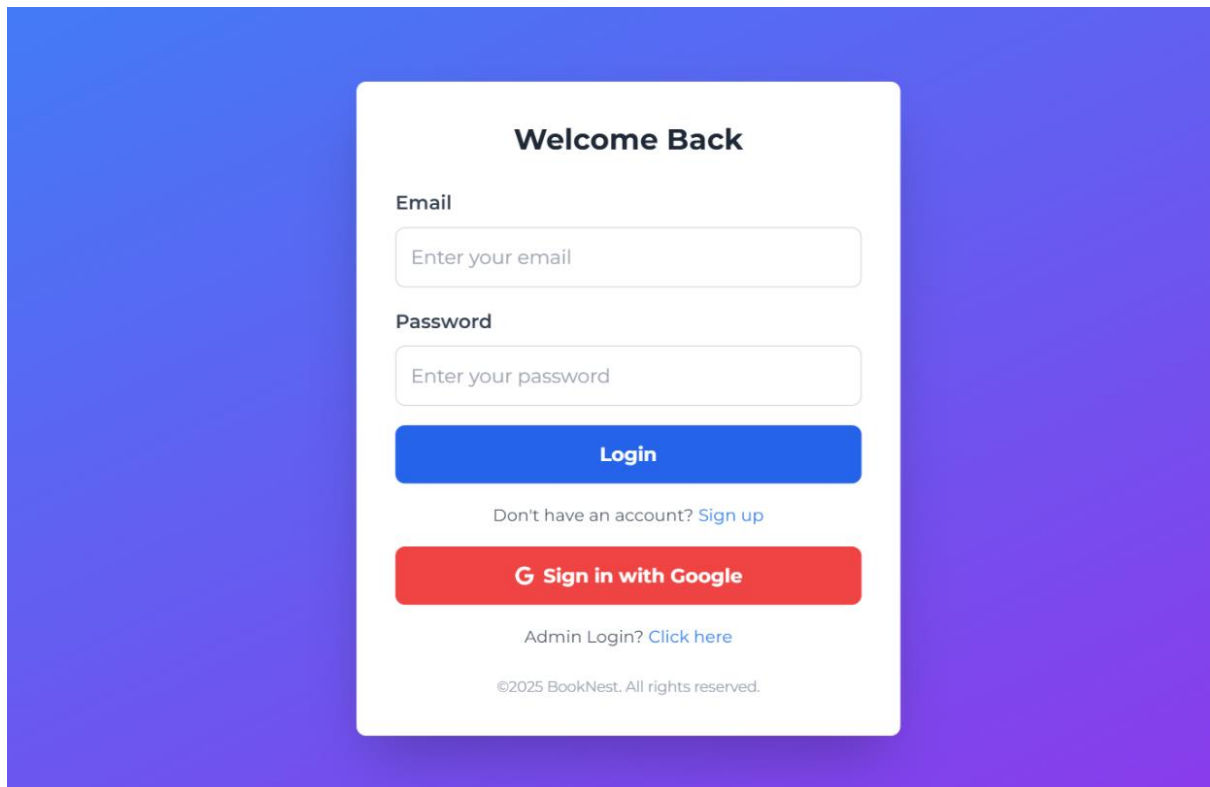 Welcome Back
Email
Enter your email
Password
Enter your password
Login
Don't have an account? Sign up
G Sign in with Google
Admin Login? Click here
©2025 BookNest. All rights reserved.